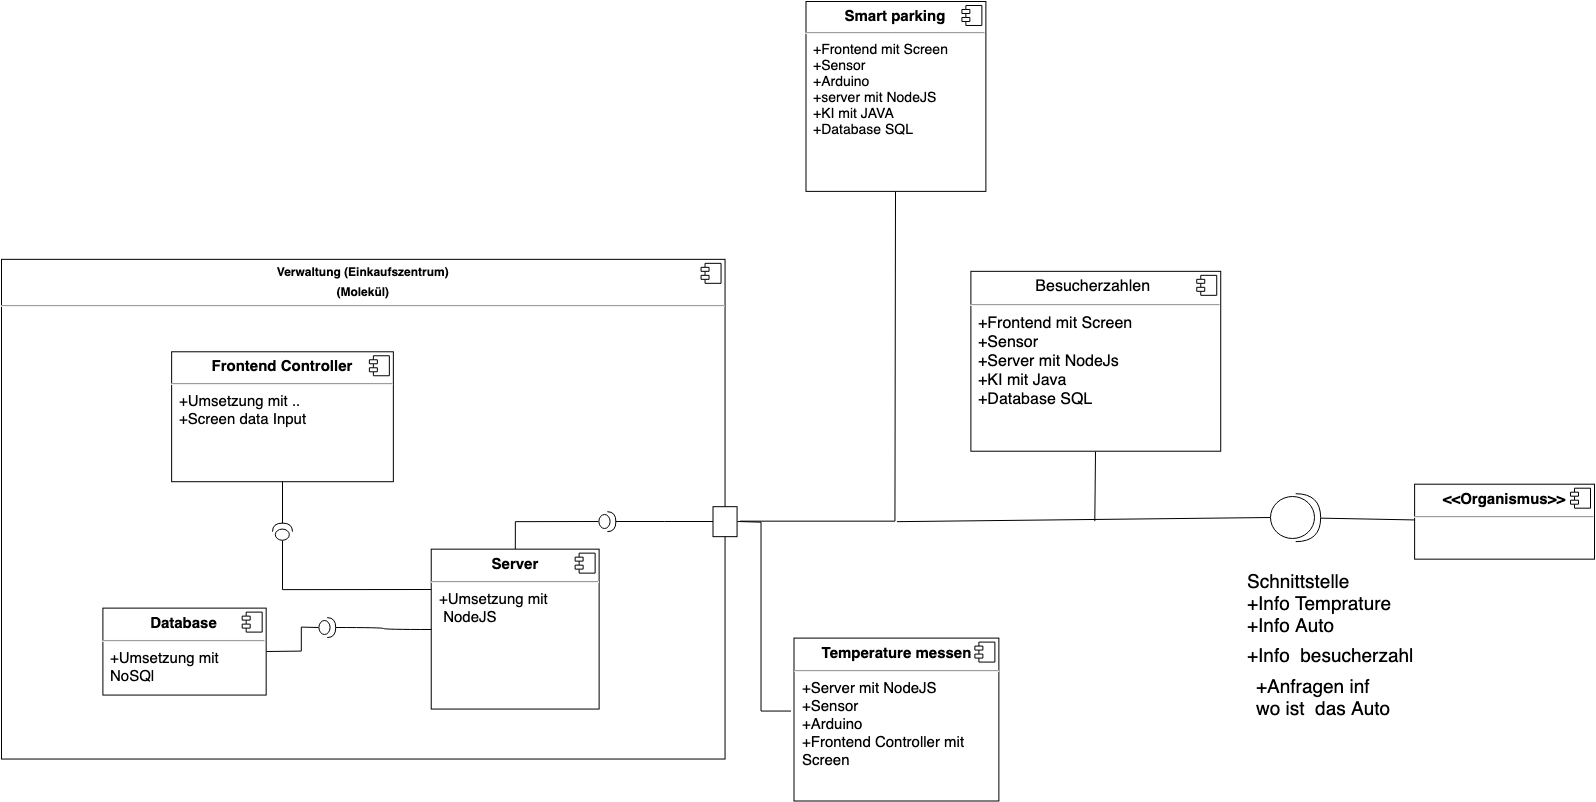 Smart parking
+Frontend mit Screen
+Sensor
+Arduino
+server mit NodeJS
+KI mit JAVA
+Database SQL
Verwaltung (Einkaufszentrum)
(Molekül)
Frontend Controller
+Umsetzung mit ..
+Screen data Input
Server
+Umsetzung mit
NodeJS
Database
+Umsetzung mit
NoSQl
Besucherzahlen
+Frontend mit Screen
+Sensor
+Server mit NodeJs
+KI mit Java
+Database SQL
<<Organismus>>
Schnittstelle
+Info Temprature
+Info Auto
+Info besucherzahl
+Anfragen inf
wo ist das Auto
Temperature messen
+Server mit NodeJS
+Sensor
+Arduino
+Frontend Controller mit
Screen